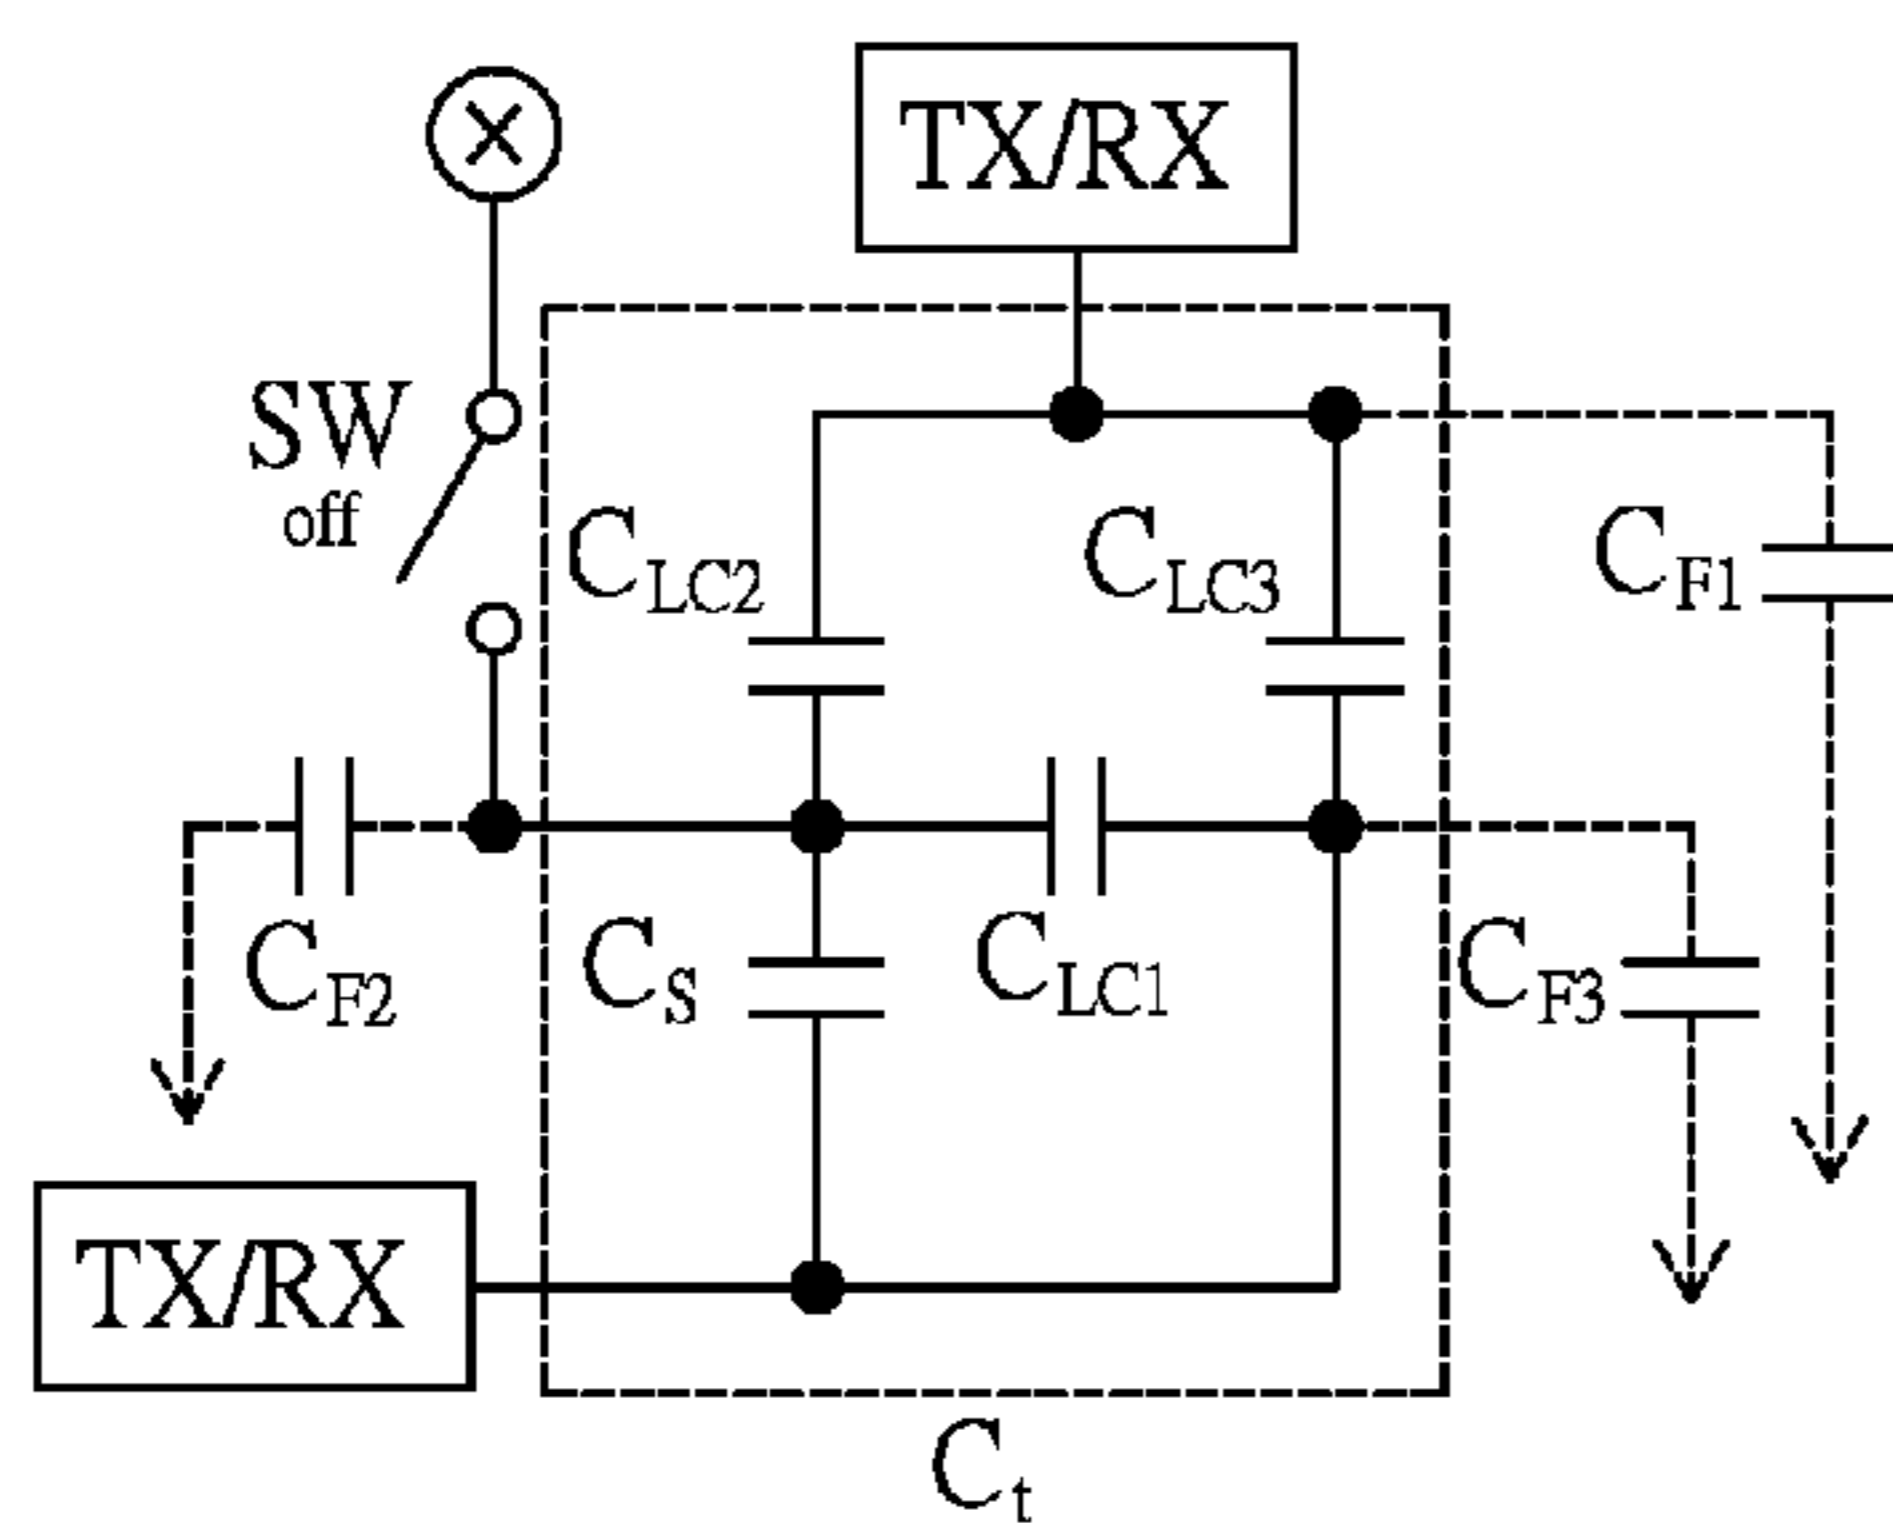 TX/RX
SW
off
C_LC2
C_LC3
C_F1
C_F2
C_S
C_LC1
C_F3
TX/RX
C_t